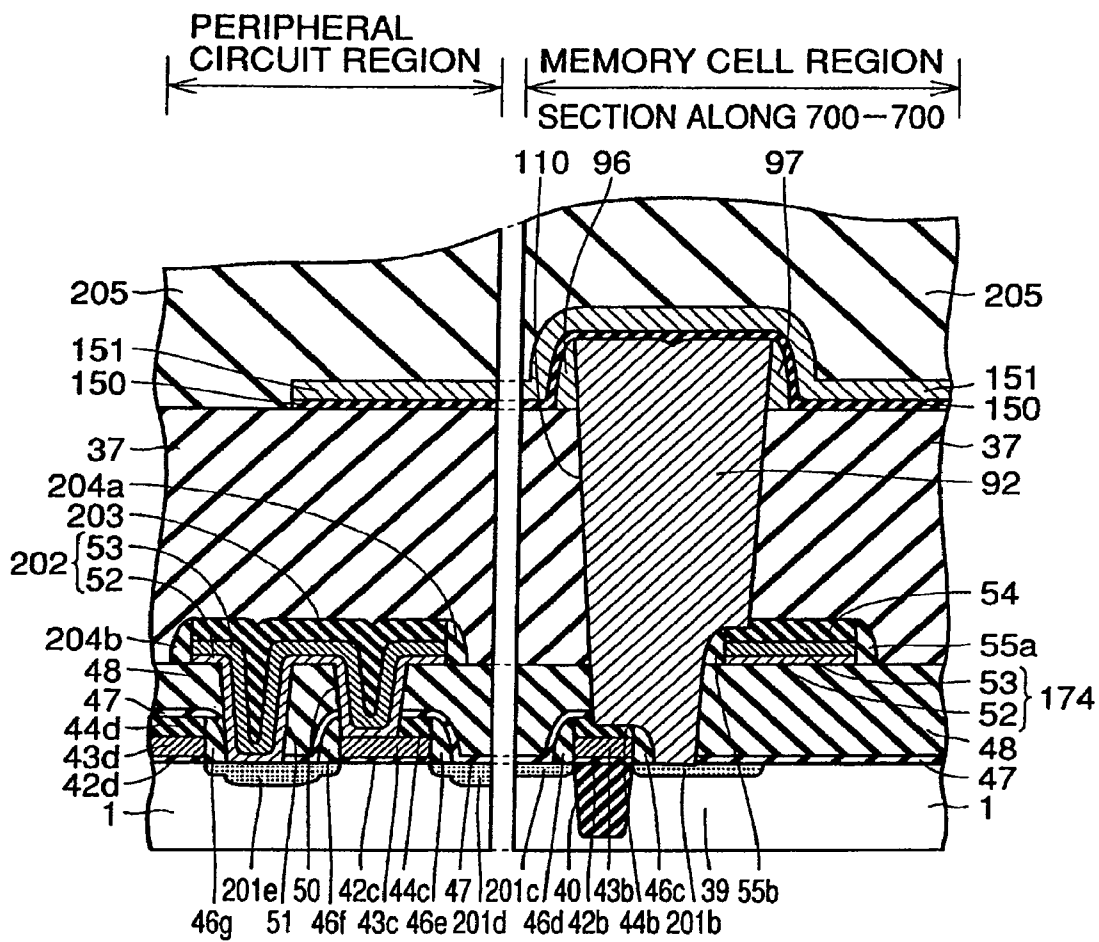 PERIPHERAL
CIRCUIT REGION
MEMORY CELL REGION
SECTION ALONG 700-700
110 96 97
205 205
151 151
150 150
37 37
204a 92
203
202 { 53
52
54
204b 55a
48 53 } 174
47 52
44d 48
43d 47
42d
1 1
201e 50 42c 44c 47 201c 40 43b 46c 39 55b
46g 51 46f 43c 46e 201d 46d 42b 44b 201b